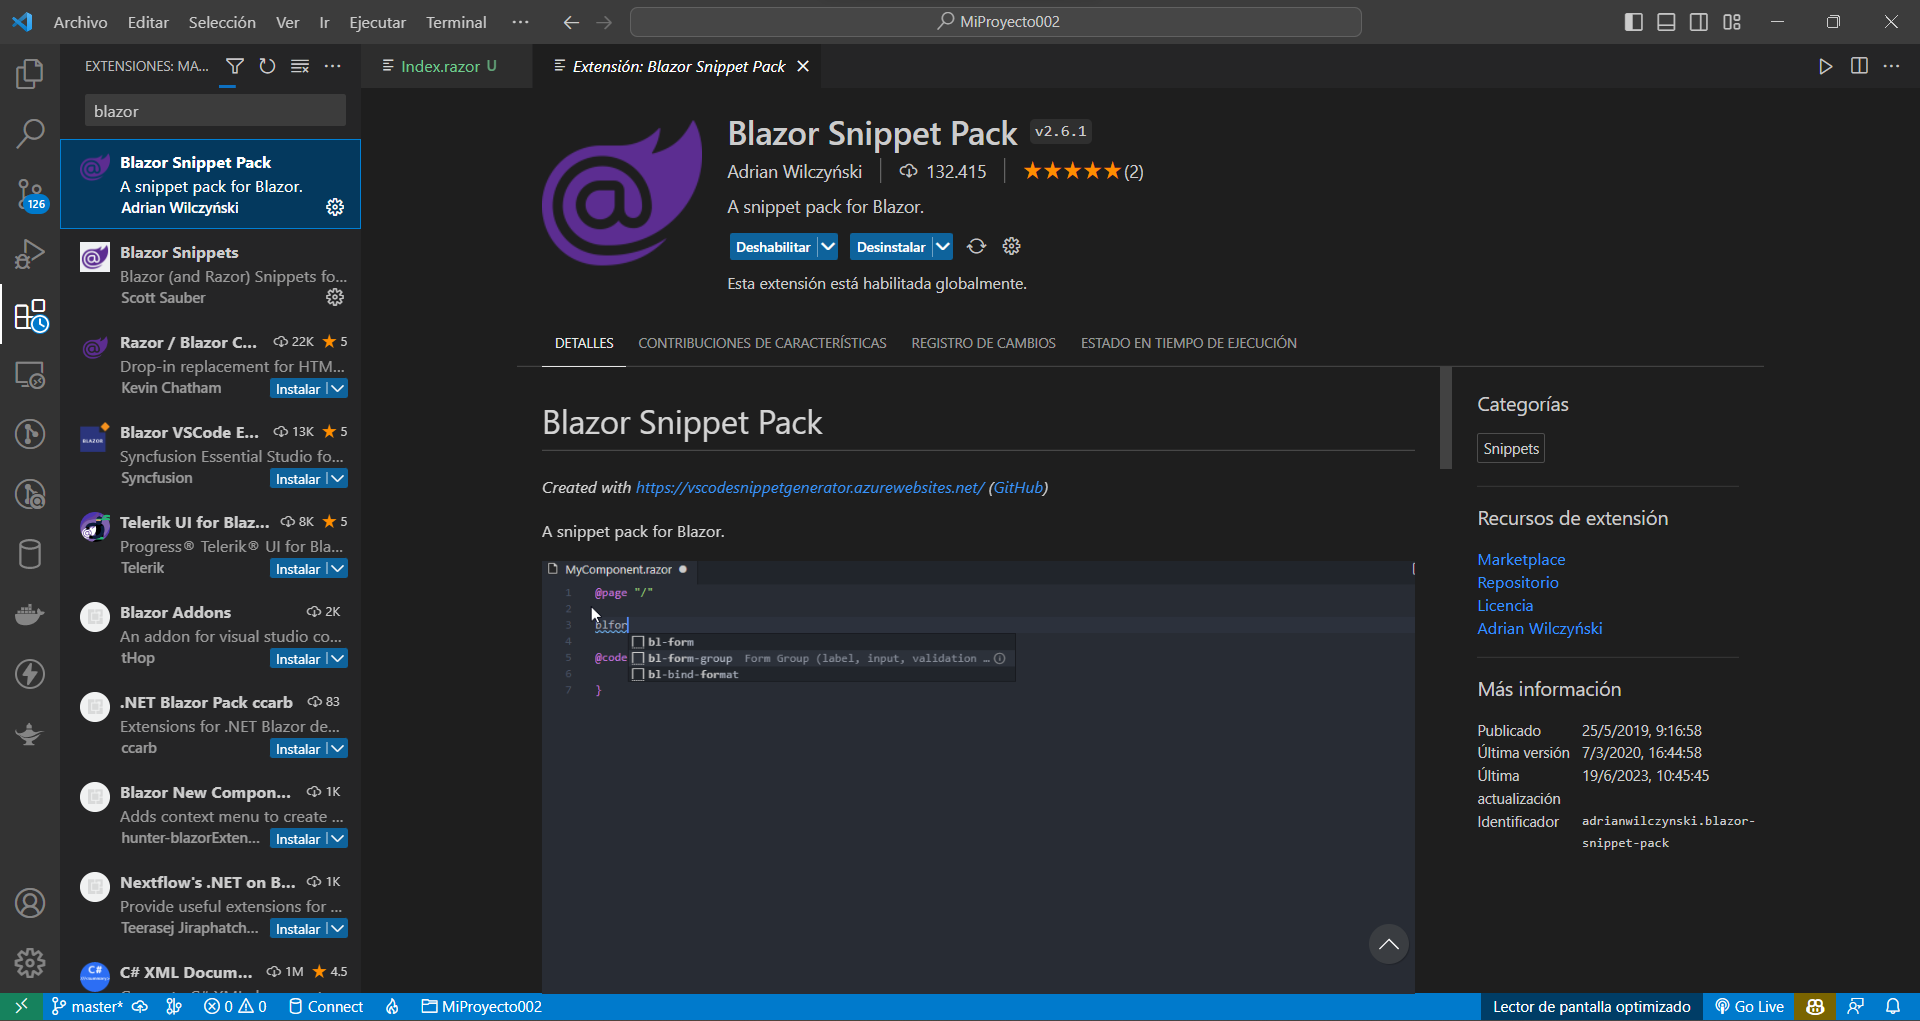 Archivo Editar Selección Ver Ir Ejecutar Terminal ··· MiProyecto002
EXTENSIONES: MA...
blazor
Blazor Snippet Pack
A snippet pack for Blazor.
Adrian Wilczyński
Blazor Snippets
Blazor (and Razor) Snippets fo...
Scott Sauber
Razor / Blazor C... 22K 5
Drop-in replacement for HTM...
Kevin Chatham Instalar
Blazor VSCode E... 13K 5
Syncfusion Essential Studio fo...
Syncfusion Instalar
Telerik UI for Blaz... 8K 5
Progress® Telerik® UI for Bla...
Telerik Instalar
Blazor Addons 2K
An addon for visual studio co...
tHop Instalar
.NET Blazor Pack ccarb 83
Extensions for .NET Blazor de...
ccarb Instalar
Blazor New Compon... 1K
Adds context menu to create ...
hunter-blazorExten... Instalar
Nextflow's .NET on B... 1K
Provide useful extensions for ...
Teerasej Jiraphatch... Instalar
C# XML Docum... 1M 4.5
126
BLAZOR
C#
Index.razor U
Extensión: Blazor Snippet Pack
Blazor Snippet Pack v2.6.1
Adrian Wilczyński 132.415 (2)
A snippet pack for Blazor.
Deshabilitar Desinstalar
Esta extensión está habilitada globalmente.
DETALLES CONTRIBUCIONES DE CARACTERÍSTICAS REGISTRO DE CAMBIOS ESTADO EN TIEMPO DE EJECUCIÓN
Blazor Snippet Pack
Created with https://vscodesnippetgenerator.azurewebsites.net/ (GitHub)
A snippet pack for Blazor.
MyComponent.razor
1 @page "/"
2
3 blfor
4 bl-form
5 @code bl-form-group Form Group (label, input, validation …
6 bl-bind-format
7 }
Categorías
Snippets
Recursos de extensión
Marketplace
Repositorio
Licencia
Adrian Wilczyński
Más información
Publicado 25/5/2019, 9:16:58
Última versión 7/3/2020, 16:44:58
Última 19/6/2023, 10:45:45
actualización
Identificador adrianwilczynski.blazor-
snippet-pack
master* 0 0 Connect MiProyecto002 Lector de pantalla optimizado Go Live